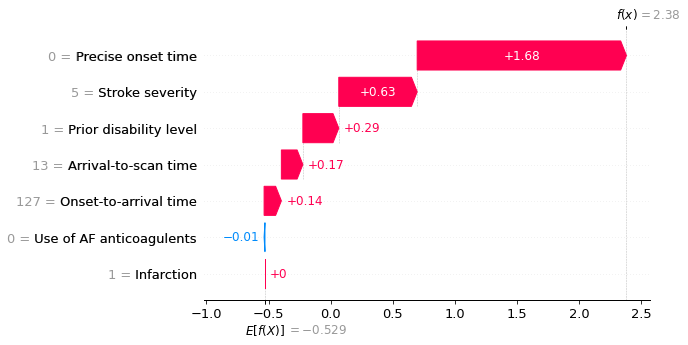 f(x) = 2.38
0 = Precise onset time
+1.68
5 = Stroke severity
+0.63
1 = Prior disability level
+0.29
13 = Arrival-to-scan time
+0.17
127 = Onset-to-arrival time
+0.14
0 = Use of AF anticoagulents
−0.01
1 = Infarction
+0
−1.0 −0.5 0.0 0.5 1.0 1.5 2.0 2.5
E[f(X)] = −0.529